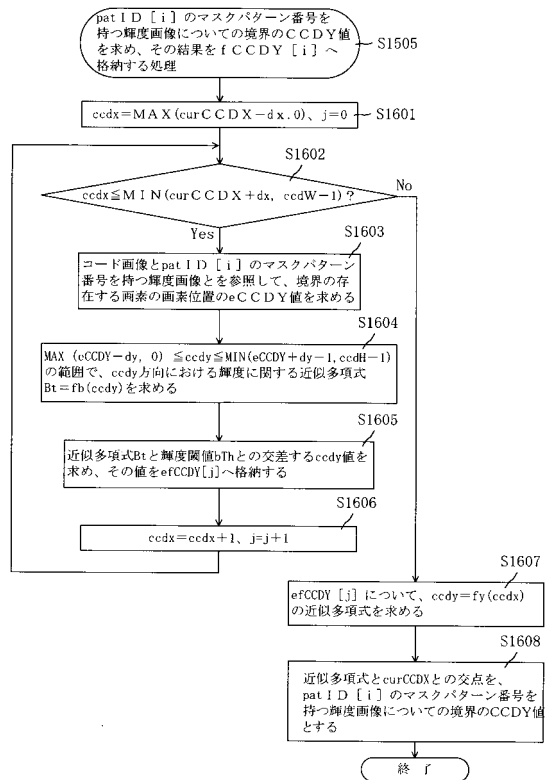 patID［i］のマスクパターン番号を
持つ輝度画像についての境界のCCDY値
を求め、その結果をfCCDY［i］へ
格納する処理
S1505
ccdx=MAX(curCCDX-dx.0)、j=0
S1601
S1602
ccdx≦MIN(curCCDX+dx, ccdW-1)?
No
Yes
S1603
コード画像とpatID［i］のマスクパターン
番号を持つ輝度画像とを参照して、境界の存
在する画素の画素位置のeCCDY値を求める
S1604
MAX (eCCDY-dy, 0) ≦ccdy≦MIN(eCCDY+dy-1,ccdH-1)
の範囲で、ccdy方向における輝度に関する近似多項式
Bt=fb(ccdy)を求める
S1605
近似多項式Btと輝度閾値bThとの交差するccdy値を
求め、その値をefCCDY[j]へ格納する
S1606
ccdx=ccdx+1、j=j+1
S1607
efCCDY［j］について、ccdy=fy(ccdx)
の近似多項式を求める
S1608
近似多項式とcurCCDXとの交点を、
patID［i］のマスクパターン番号を
持つ輝度画像についての境界のCCDY値
とする
終了